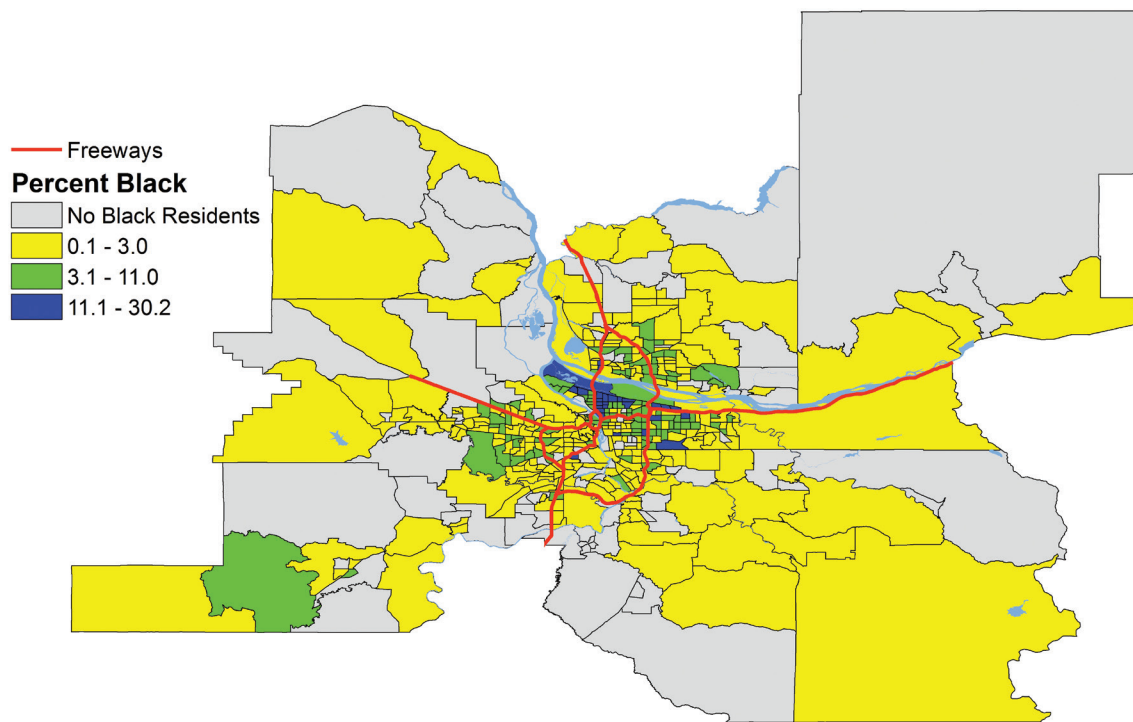 Freeways
Percent Black
No Black Residents
0.1 - 3.0
3.1 - 11.0
11.1 - 30.2